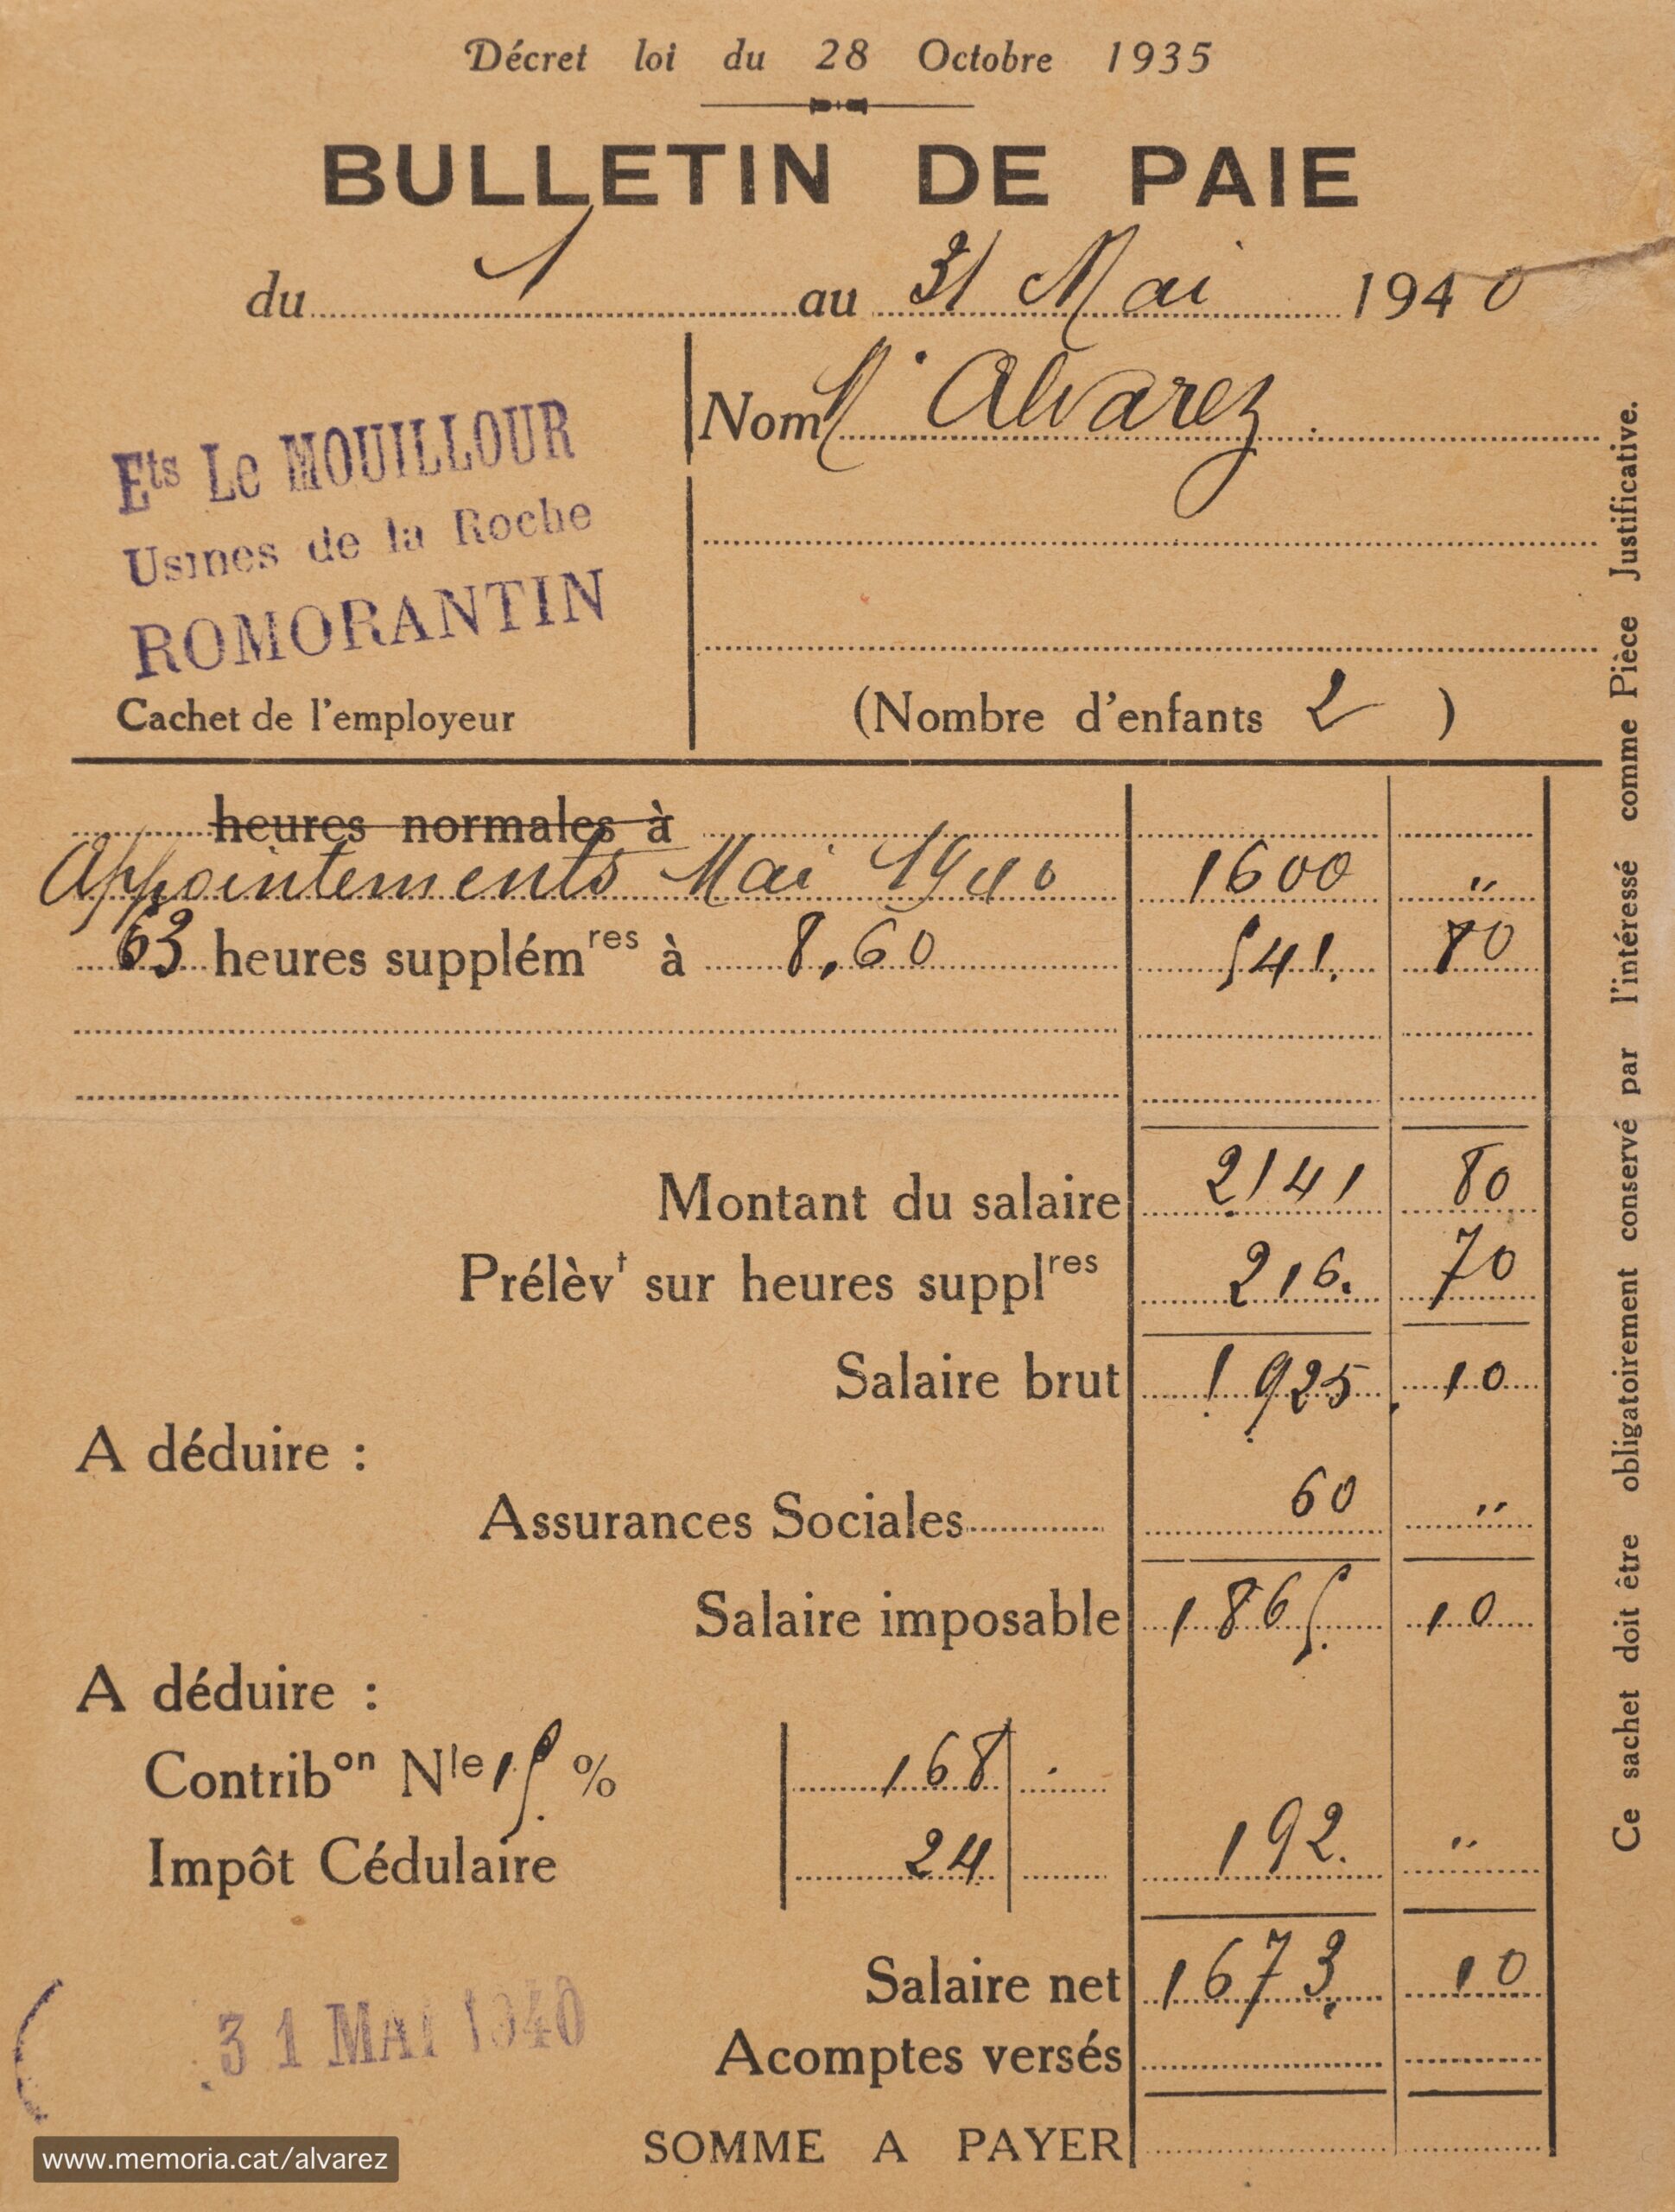 Décret loi du 28 Octobre 1935
BULLETIN DE PAIE
du 1 au 31 Mai 1940
Ets Le MOUILLOUR
Usines de la Roche
ROMORANTIN
Cachet de l'employeur
Nom M. Alvarez
(Nombre d'enfants 2 )
heures normales à
Appointements Mai 1940 1600 "
63 heures supplémres à 8,60 541. 80
Montant du salaire 2141 80
Prélèvt sur heures supplres 216. 70
Salaire brut 1925 10
A déduire :
Assurances Sociales 60 "
Salaire imposable 1865. 10
A déduire :
Contribon Nle 15 % 168 .
Impôt Cédulaire 24 192. "
Salaire net 1673. 10
Acomptes versés
SOMME A PAYER
31 MAI 1940
Ce sachet doit être obligatoirement conservé par l'intéressé comme Pièce Justificative.
www.memoria.cat/alvarez